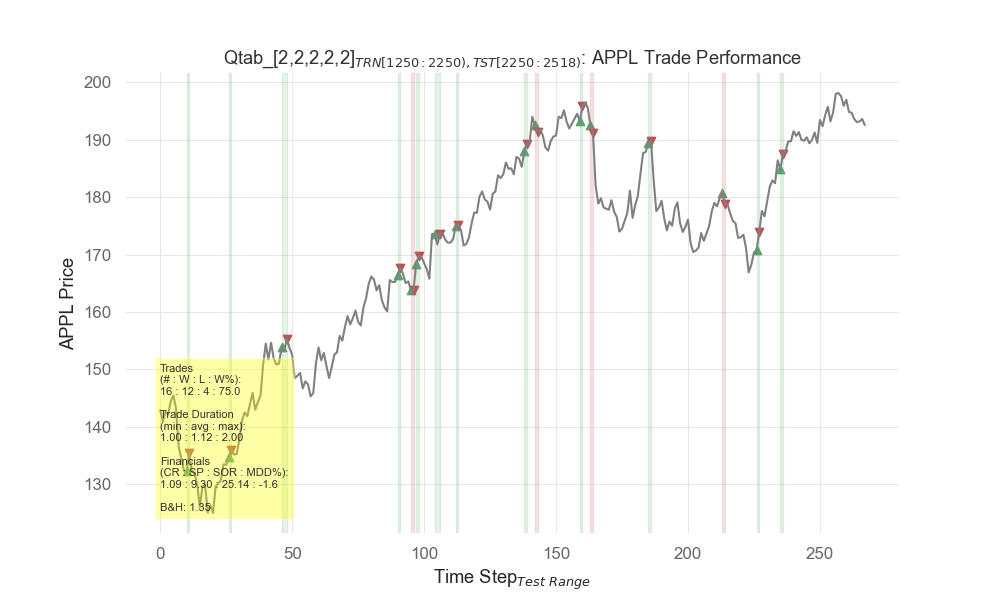 Qtab_[2,2,2,2,2]TRN[1250:2250),TST[2250:2518): APPL Trade Performance
200
190
180
170
160
150
140
130
APPL Price
Trades
(# : W : L : W%):
16 : 12 : 4 : 75.0
Trade Duration
(min : avg : max):
1.00 : 1.12 : 2.00
Financials
(CR : SP : SOR : MDD%):
1.09 : 9.30 : 25.14 : -1.6
B&H: 1.35
0 50 100 150 200 250
Time StepTest Range